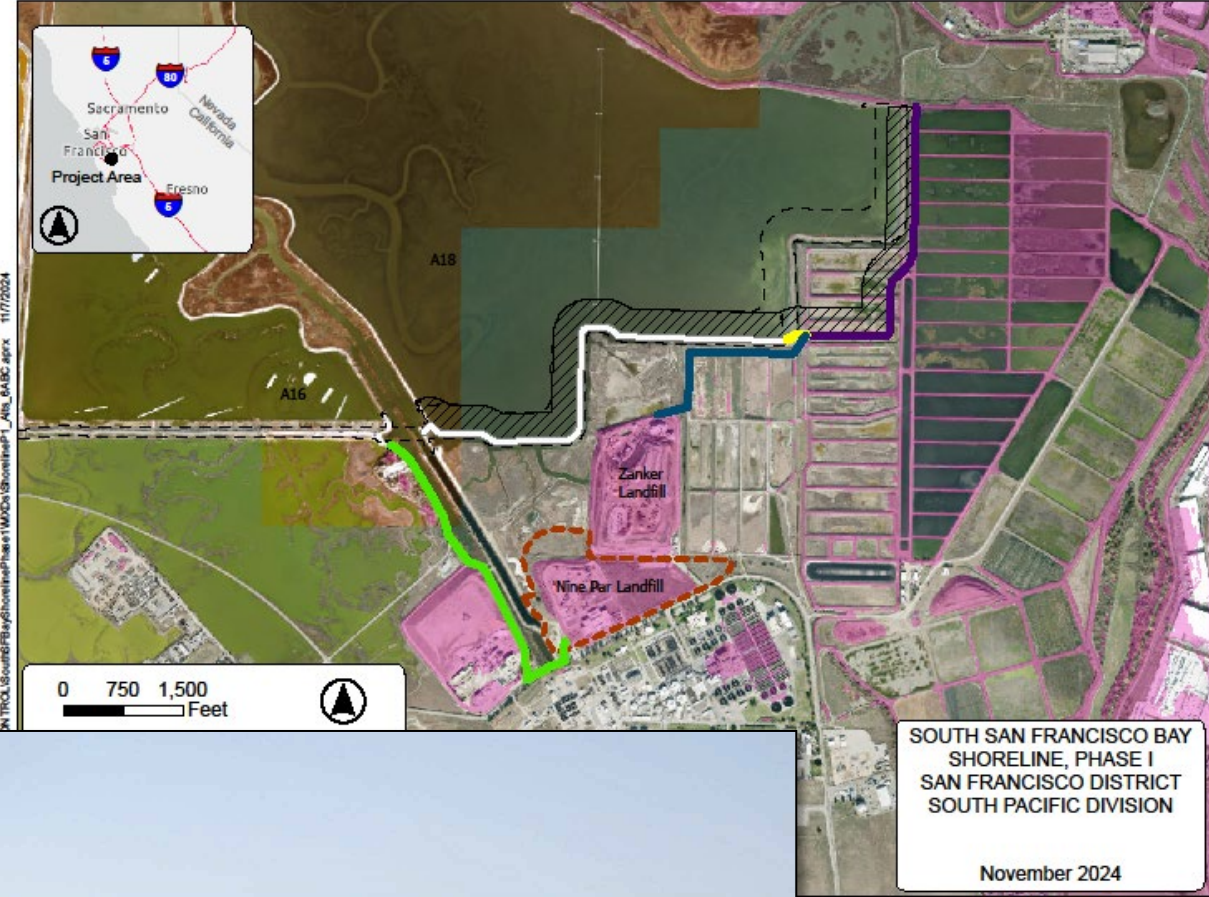 5
80
Sacramento
Nevada
California
San
Francisco
Project Area
Fresno
5
A18
A16
Zanker
Landfill
Nine Par Landfill
0 750 1,500
Feet
SOUTH SAN FRANCISCO BAY
SHORELINE, PHASE I
SAN FRANCISCO DISTRICT
SOUTH PACIFIC DIVISION
November 2024
11/7/2024